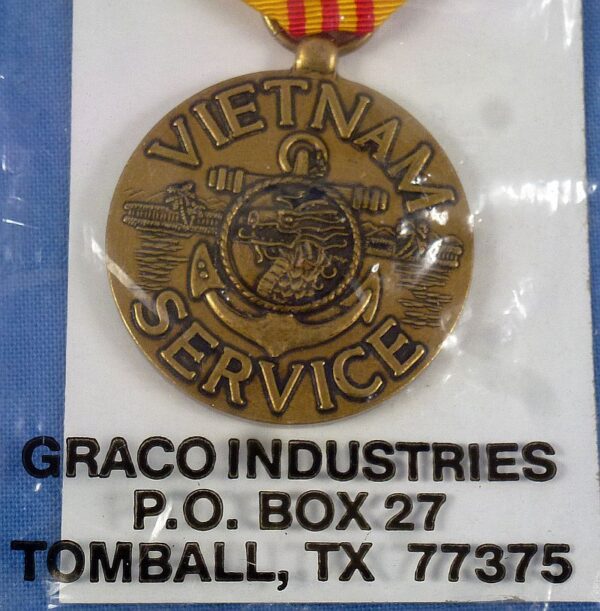 VIETNAM
SERVICE
GRACO INDUSTRIES
P.O. BOX 27
TOMBALL, TX 77375